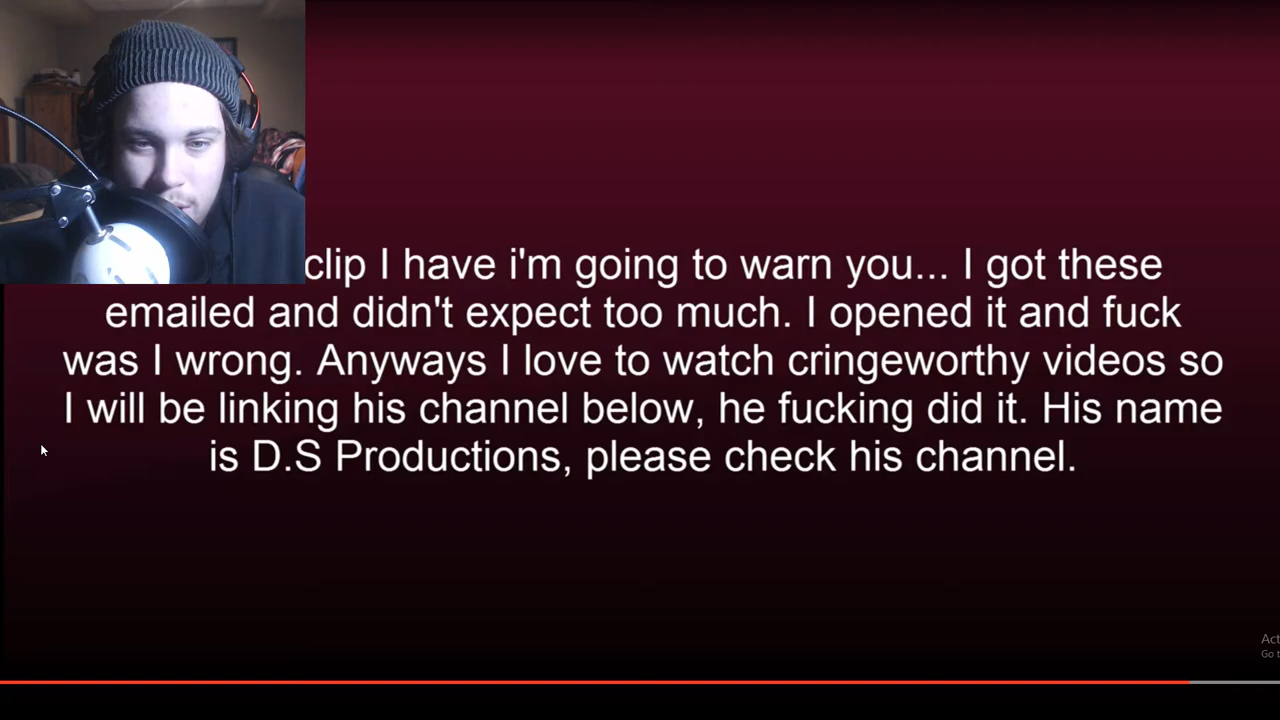 clip I have i'm going to warn you... I got these
emailed and didn't expect too much. I opened it and fuck
was I wrong. Anyways I love to watch cringeworthy videos so
I will be linking his channel below, he fucking did it. His name
is D.S Productions, please check his channel.
Act
Go t